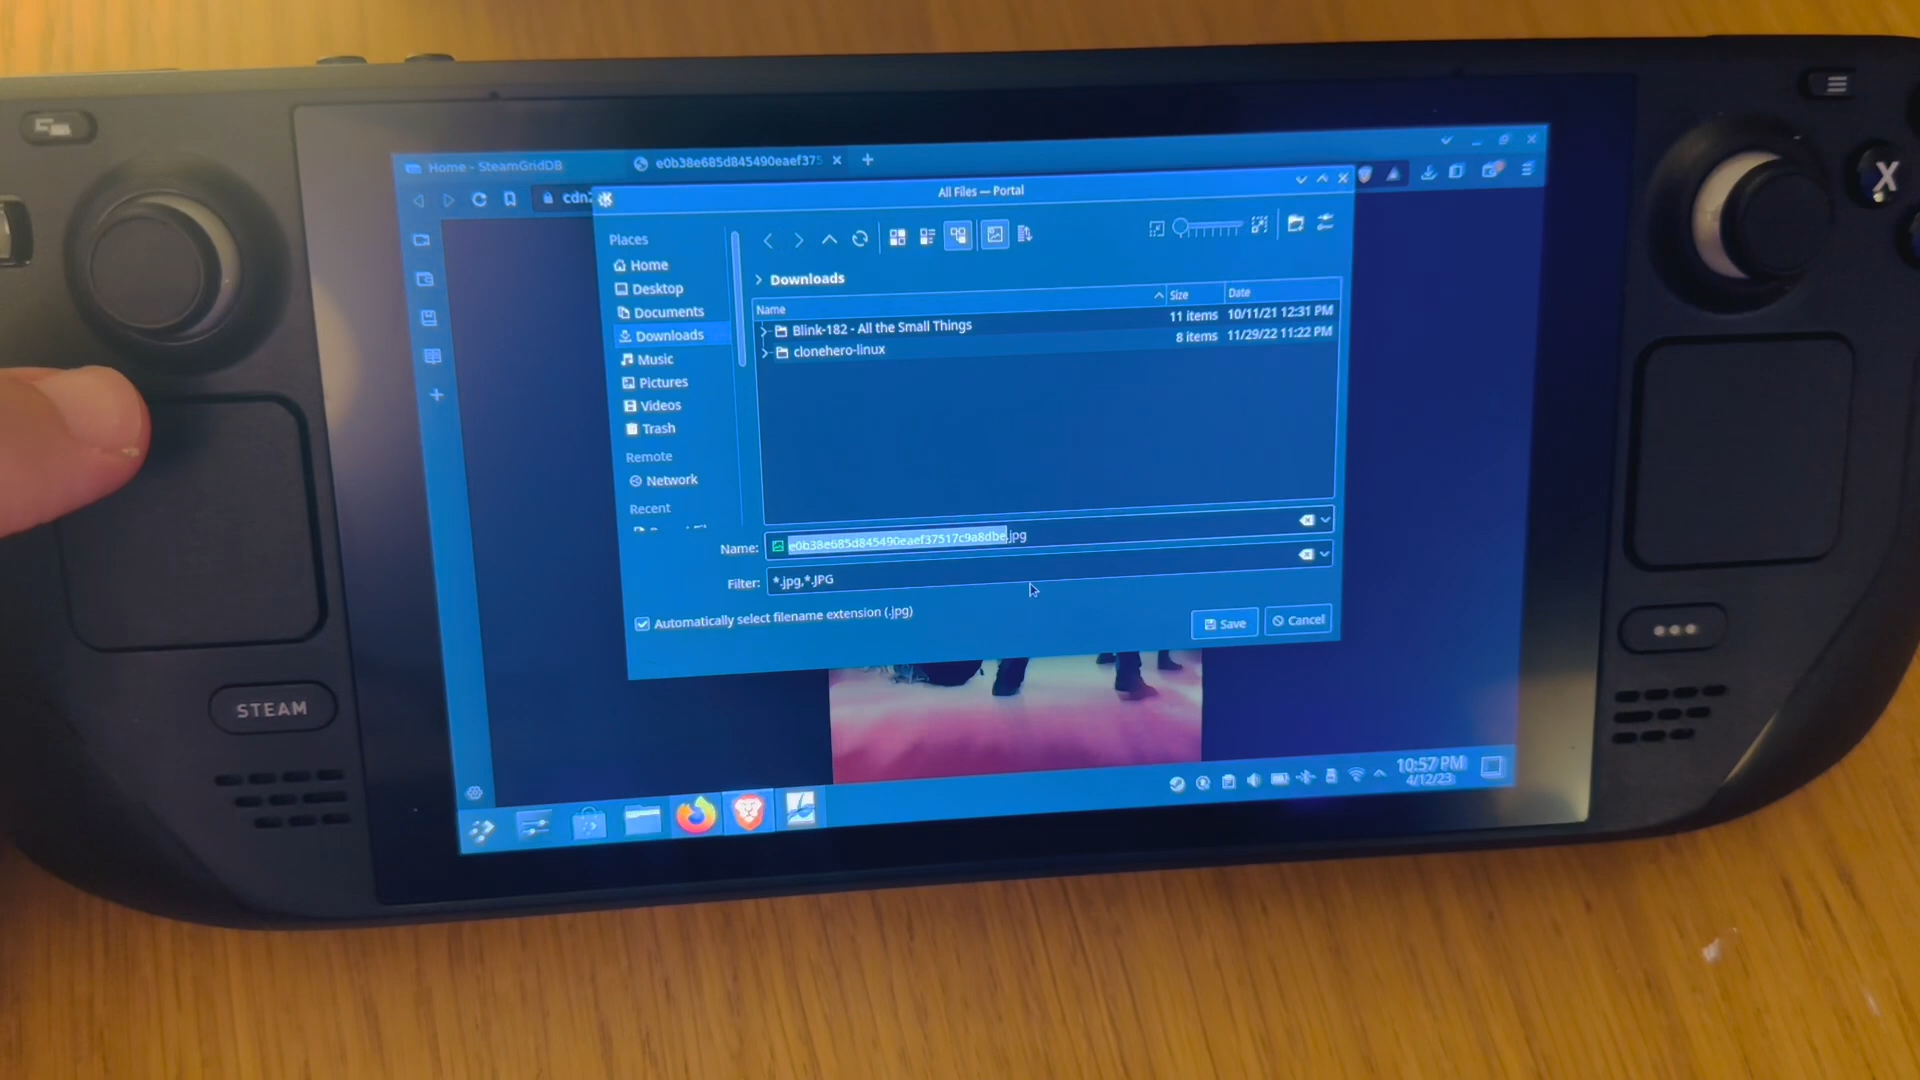 Home - SteamGridDB
e0b38e685d845490eaef375
cdn2
All Files — Portal
Places
Home
Desktop
Documents
Downloads
Music
Pictures
Videos
Trash
Remote
Network
Recent
Downloads
Name
Size
Date
Blink-182 - All the Small Things
11 items
10/11/21 12:31 PM
clonehero-linux
8 items
11/29/22 11:22 PM
Name:
e0b38e685d845490eaef37517c9a8dbe.jpg
Filter:
*.jpg,*.JPG
Automatically select filename extension (.jpg)
Save
Cancel
10:57 PM
4/12/23
STEAM
X